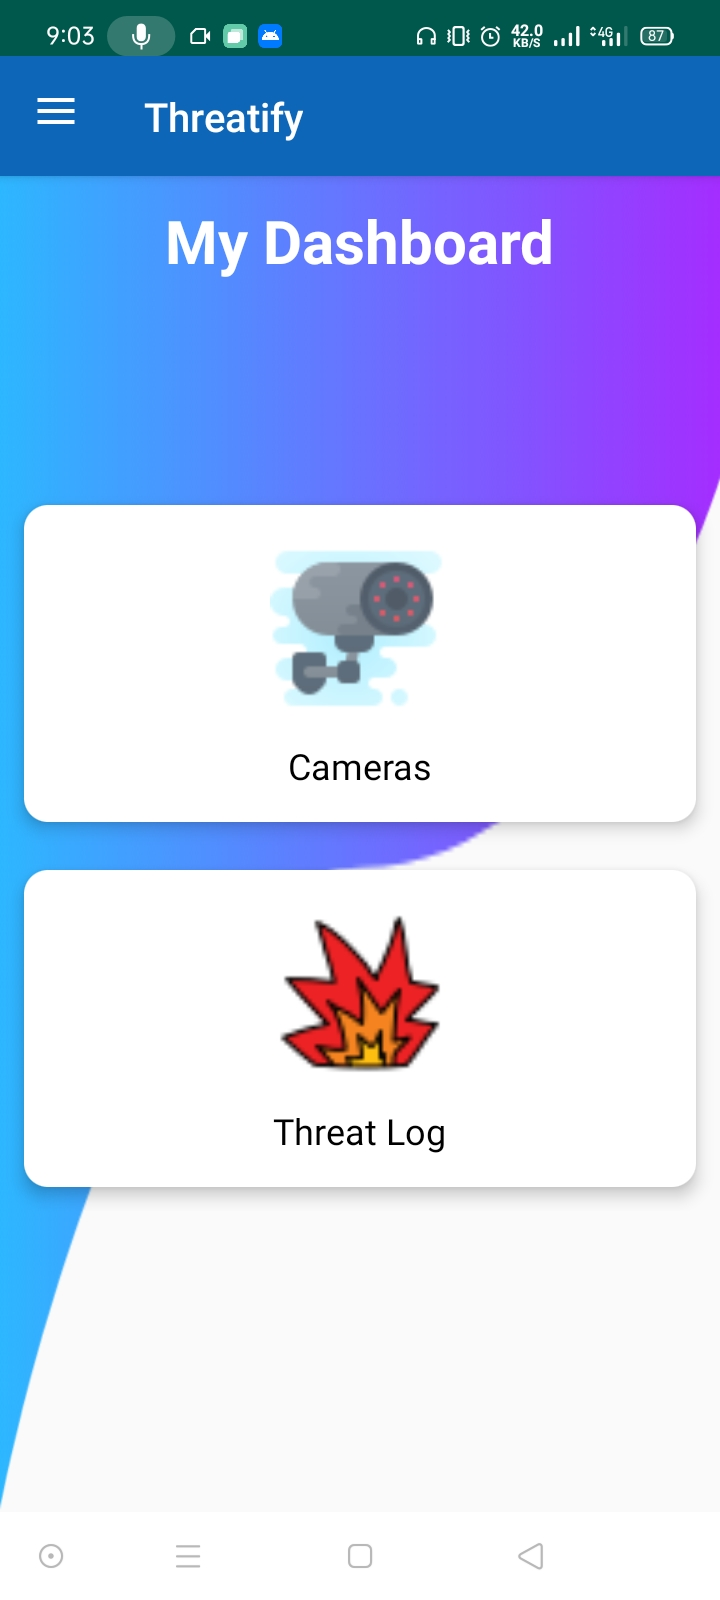 9:03 42.0 KB/S 4G 87
Threatify
My Dashboard
Cameras
Threat Log